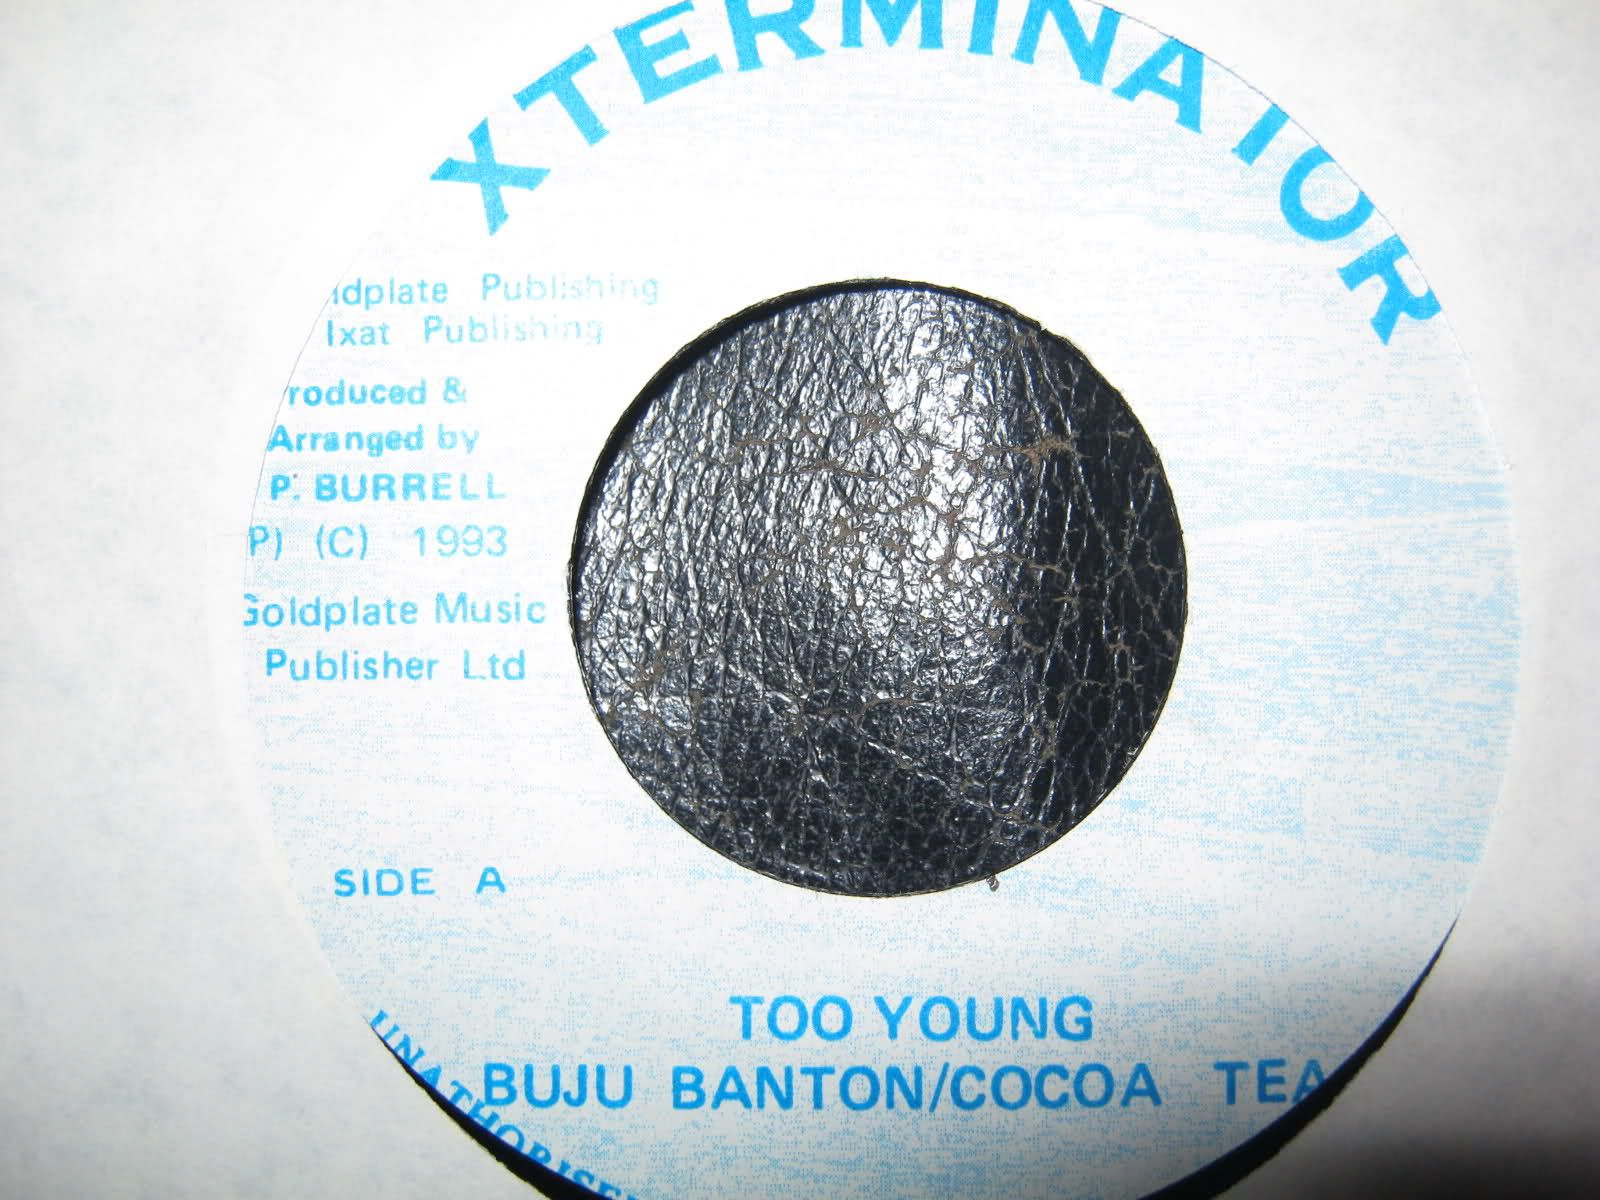 XTERMINATOR
ldplate Publishing
Ixat Publishing
roduced &
Arranged by
P. BURRELL
P) (C) 1993
Goldplate Music
Publisher Ltd
SIDE A
TOO YOUNG
BUJU BANTON/COCOA TEA
UNATHORISE